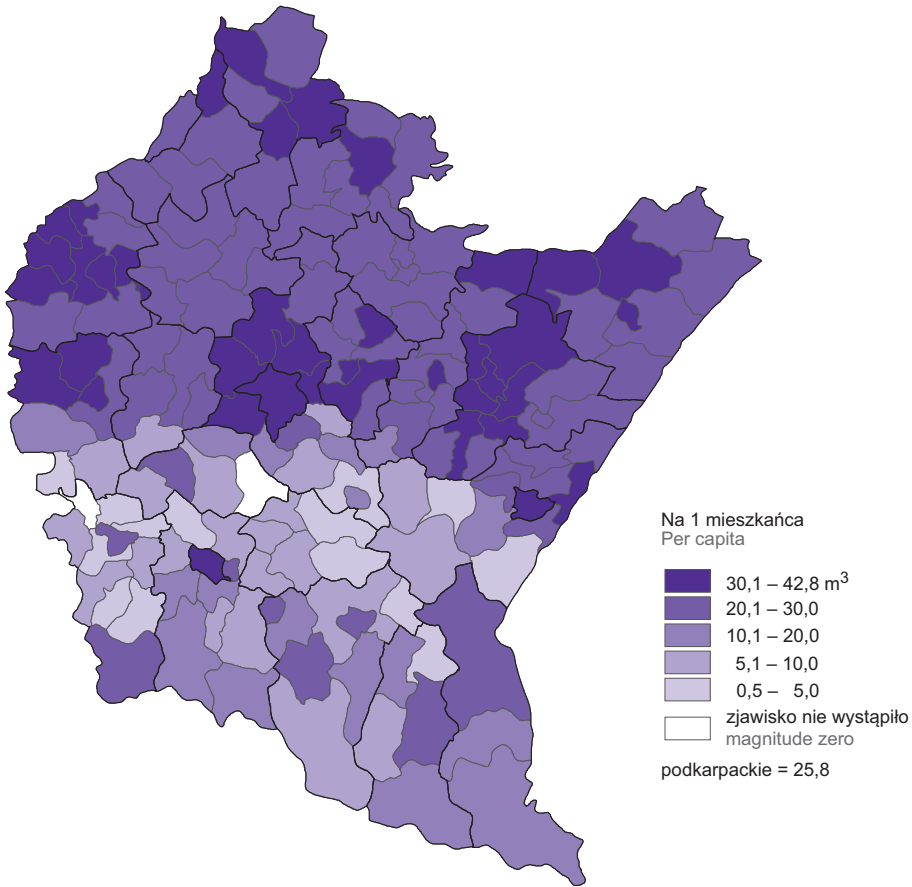 Na 1 mieszkańca
Per capita
30,1 – 42,8 m³
20,1 – 30,0
10,1 – 20,0
5,1 – 10,0
0,5 – 5,0
zjawisko nie wystąpiło
magnitude zero
podkarpackie = 25,8